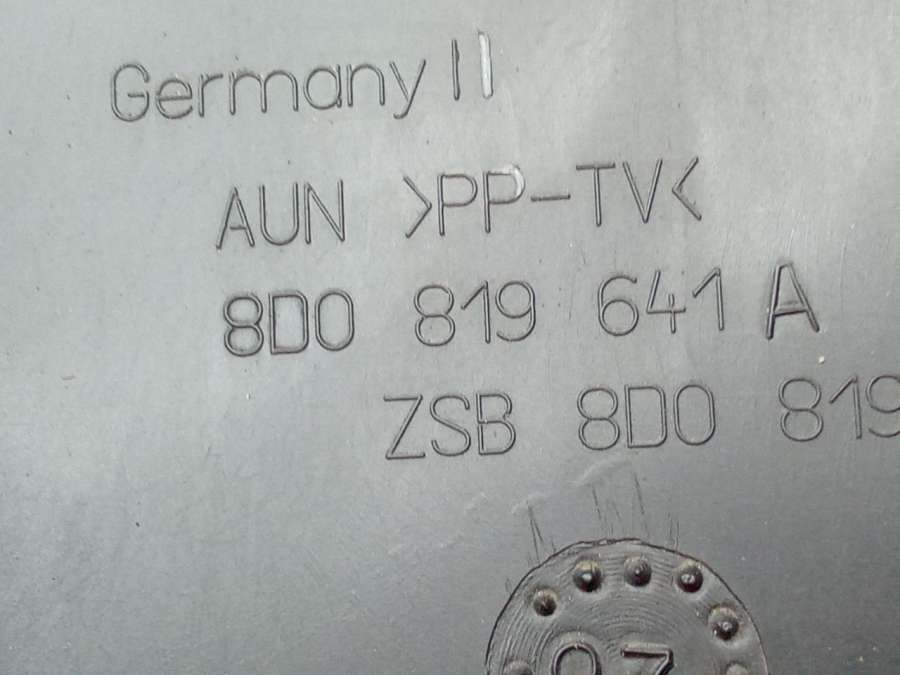 Germany II
AUN >PP-TV<
8D0 819 641 A
ZSB 8D0 819